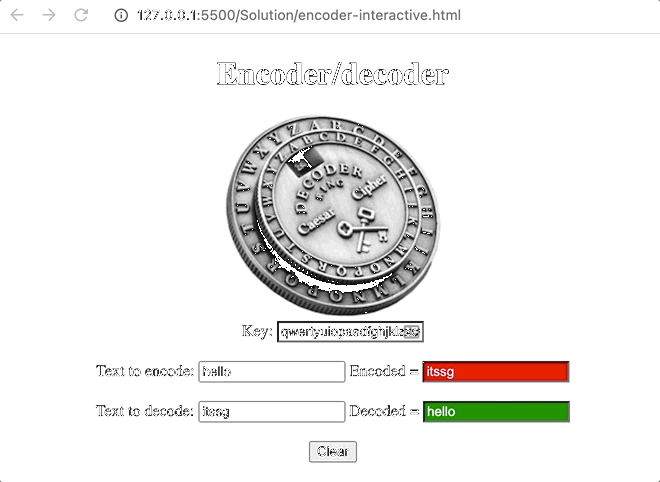 127.0.0.1:5500/Solution/encoder-interactive.html
Encoder/decoder
A B C D E F G H I J K L M N O P Q R S T U V W X Y Z
A B C D E F G H I J K L M N O P Q R S T U V W X Y Z
DECODER
RING
Caesar Cipher
Key: qwertyuiopasdfghjklz
Text to encode: hello Encoded = itssg
Text to decode: itssg Decoded = hello
Clear